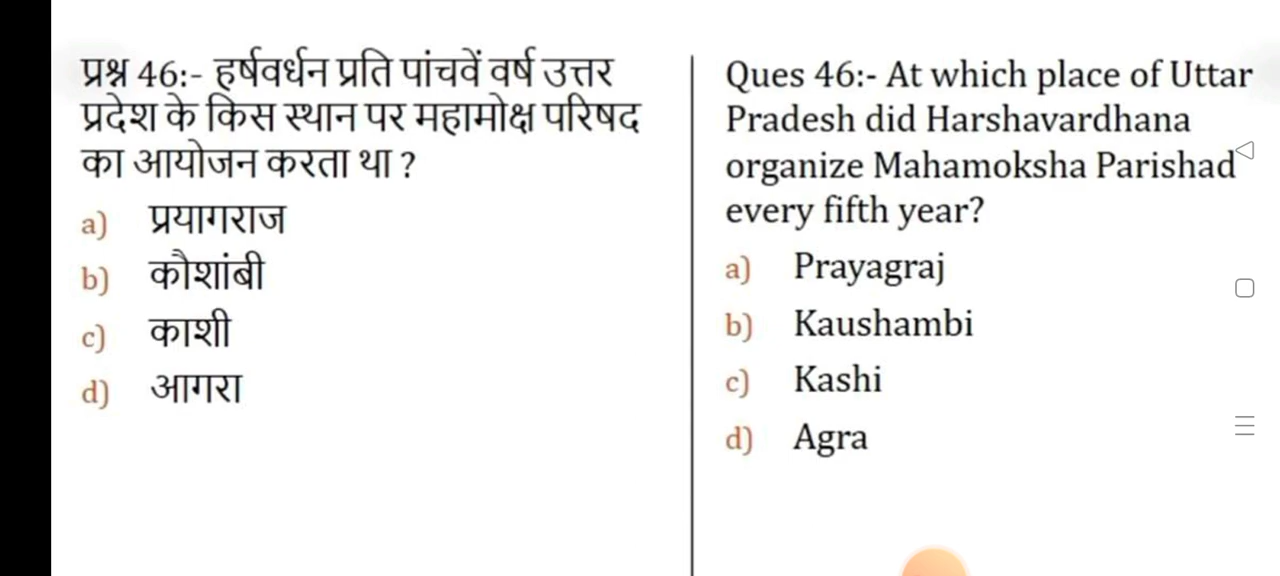 प्रश्न 46:- हर्षवर्धन प्रति पांचवें वर्ष उत्तर
प्रदेश के किस स्थान पर महामोक्ष परिषद
का आयोजन करता था ?
a) प्रयागराज
b) कौशांबी
c) काशी
d) आगरा
Ques 46:- At which place of Uttar
Pradesh did Harshavardhana
organize Mahamoksha Parishad
every fifth year?
a) Prayagraj
b) Kaushambi
c) Kashi
d) Agra